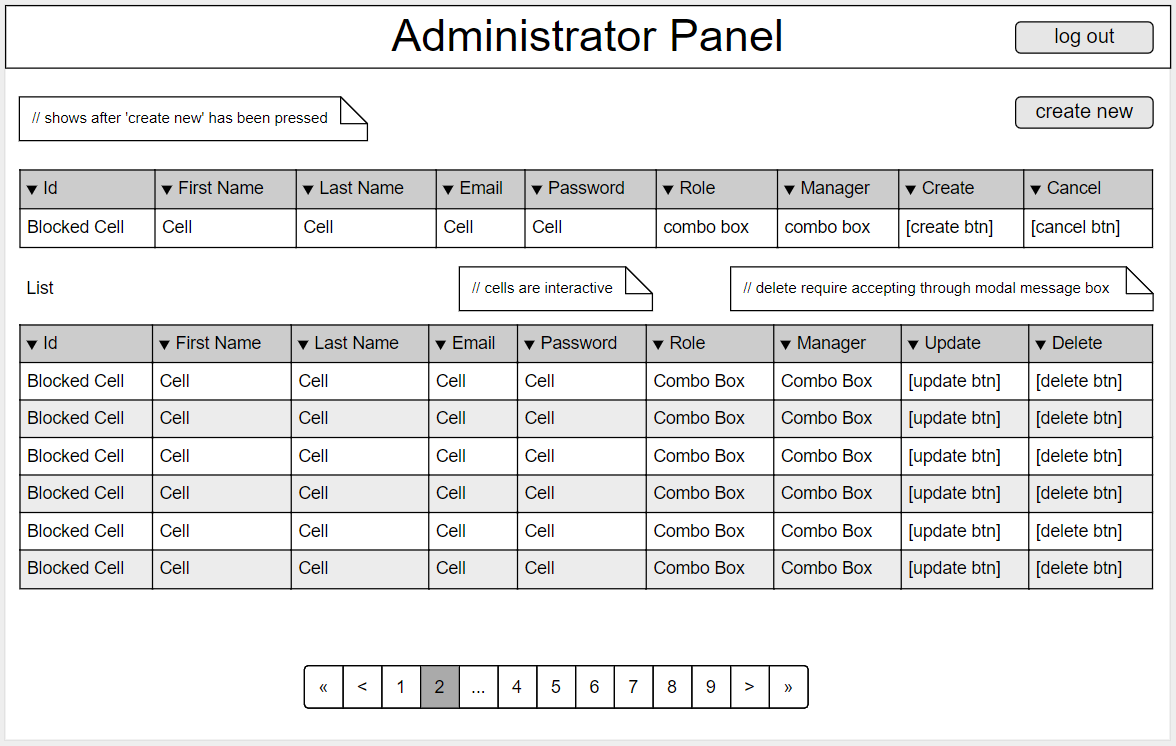 Administrator Panel
log out
// shows after 'create new' has been pressed
create new
▼ Id ▼ First Name ▼ Last Name ▼ Email ▼ Password ▼ Role ▼ Manager ▼ Create ▼ Cancel
Blocked Cell Cell Cell Cell Cell combo box combo box [create btn] [cancel btn]
List
// cells are interactive
// delete require accepting through modal message box
▼ Id ▼ First Name ▼ Last Name ▼ Email ▼ Password ▼ Role ▼ Manager ▼ Update ▼ Delete
Blocked Cell Cell Cell Cell Cell Combo Box Combo Box [update btn] [delete btn]
Blocked Cell Cell Cell Cell Cell Combo Box Combo Box [update btn] [delete btn]
Blocked Cell Cell Cell Cell Cell Combo Box Combo Box [update btn] [delete btn]
Blocked Cell Cell Cell Cell Cell Combo Box Combo Box [update btn] [delete btn]
Blocked Cell Cell Cell Cell Cell Combo Box Combo Box [update btn] [delete btn]
Blocked Cell Cell Cell Cell Cell Combo Box Combo Box [update btn] [delete btn]
« < 1 2 ... 4 5 6 7 8 9 > »